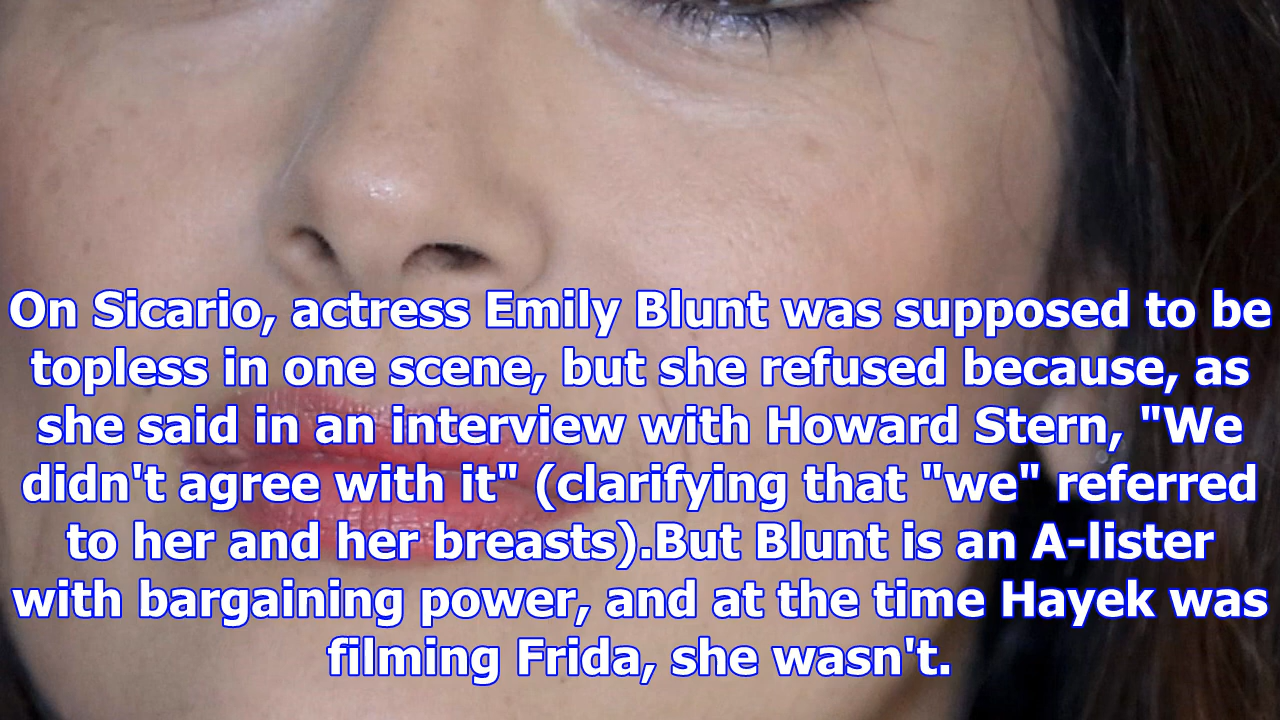 On Sicario, actress Emily Blunt was supposed to be
topless in one scene, but she refused because, as
she said in an interview with Howard Stern, "We
didn't agree with it" (clarifying that "we" referred
to her and her breasts).But Blunt is an A-lister
with bargaining power, and at the time Hayek was
filming Frida, she wasn't.